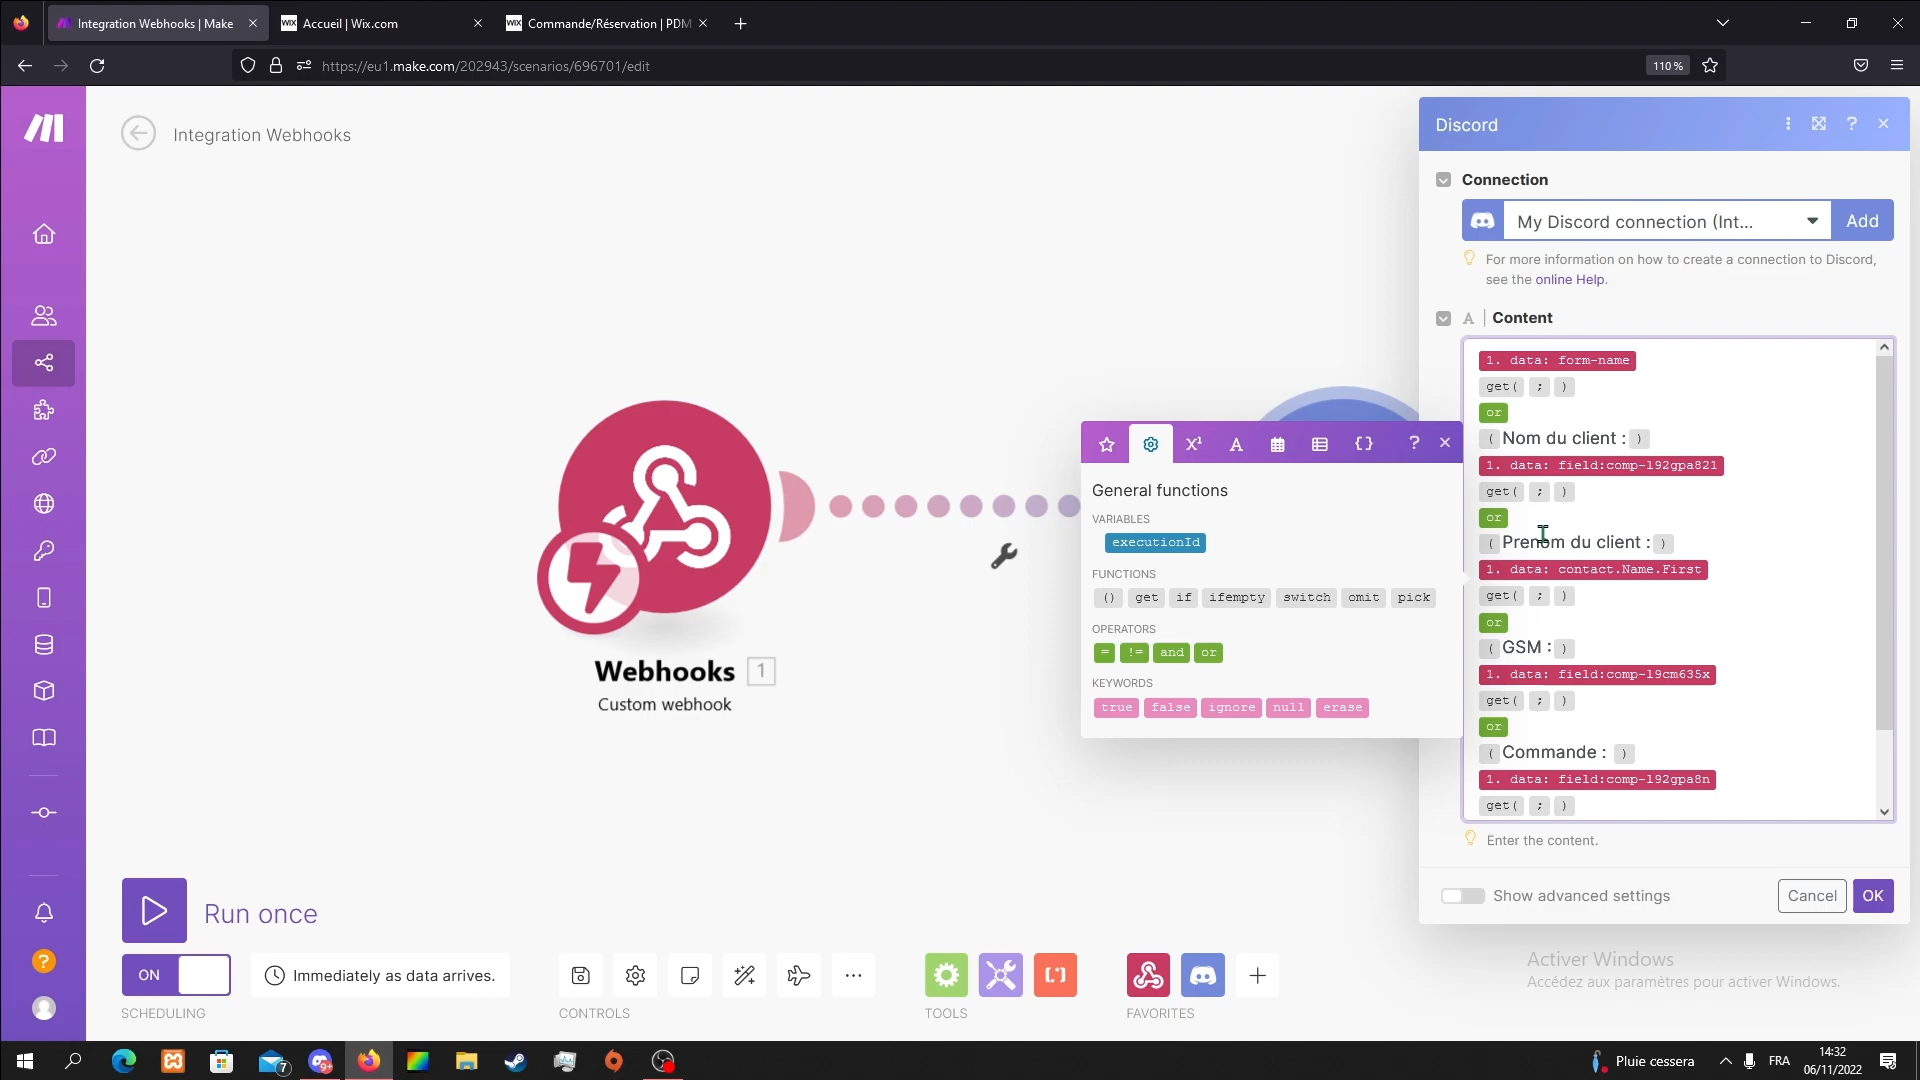 Integration Webhooks | Make
Accueil | Wix.com
Commande/Réservation | PDM
https://eu1.make.com/202943/scenarios/696701/edit
110 %
Integration Webhooks
Discord
Connection
My Discord connection (Int...
Add
For more information on how to create a connection to Discord,
see the online Help.
A | Content
1. data: form-name
get( ; )
or
( Nom du client : )
1. data: field:comp-l92gpa821
get( ; )
or
( Prenom du client : )
1. data: contact.Name.First
get( ; )
or
( GSM : )
1. data: field:comp-l9cm635x
get( ; )
or
( Commande : )
1. data: field:comp-l92gpa8n
get( ; )
Enter the content.
Show advanced settings
Cancel
OK
X¹
A
{}
?
General functions
VARIABLES
executionId
FUNCTIONS
() get if ifempty switch omit pick
OPERATORS
= != and or
KEYWORDS
true false ignore null erase
Webhooks 1
Custom webhook
Run once
ON
Immediately as data arrives.
SCHEDULING
CONTROLS
TOOLS
FAVORITES
Activer Windows
Accédez aux paramètres pour activer Windows.
7
9+
Pluie cessera
FRA
14:32
06/11/2022